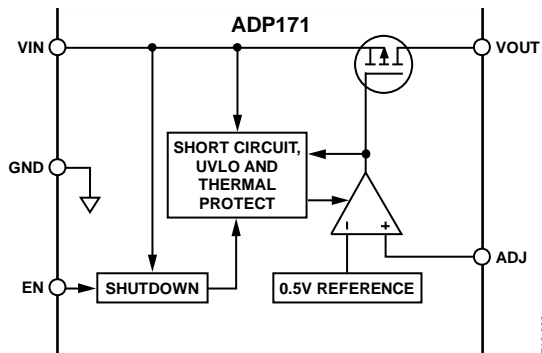 ADP171
VIN
VOUT
GND
SHORT CIRCUIT,
UVLO AND
THERMAL
PROTECT
– +
ADJ
EN
SHUTDOWN
0.5V REFERENCE